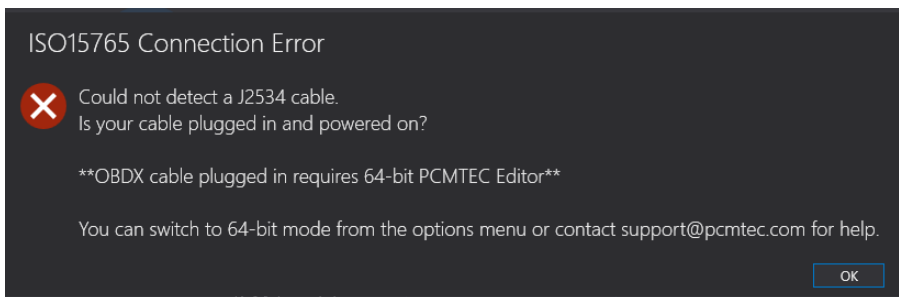 ISO15765 Connection Error
Could not detect a J2534 cable.
Is your cable plugged in and powered on?
**OBDX cable plugged in requires 64-bit PCMTEC Editor**
You can switch to 64-bit mode from the options menu or contact support@pcmtec.com for help.
OK